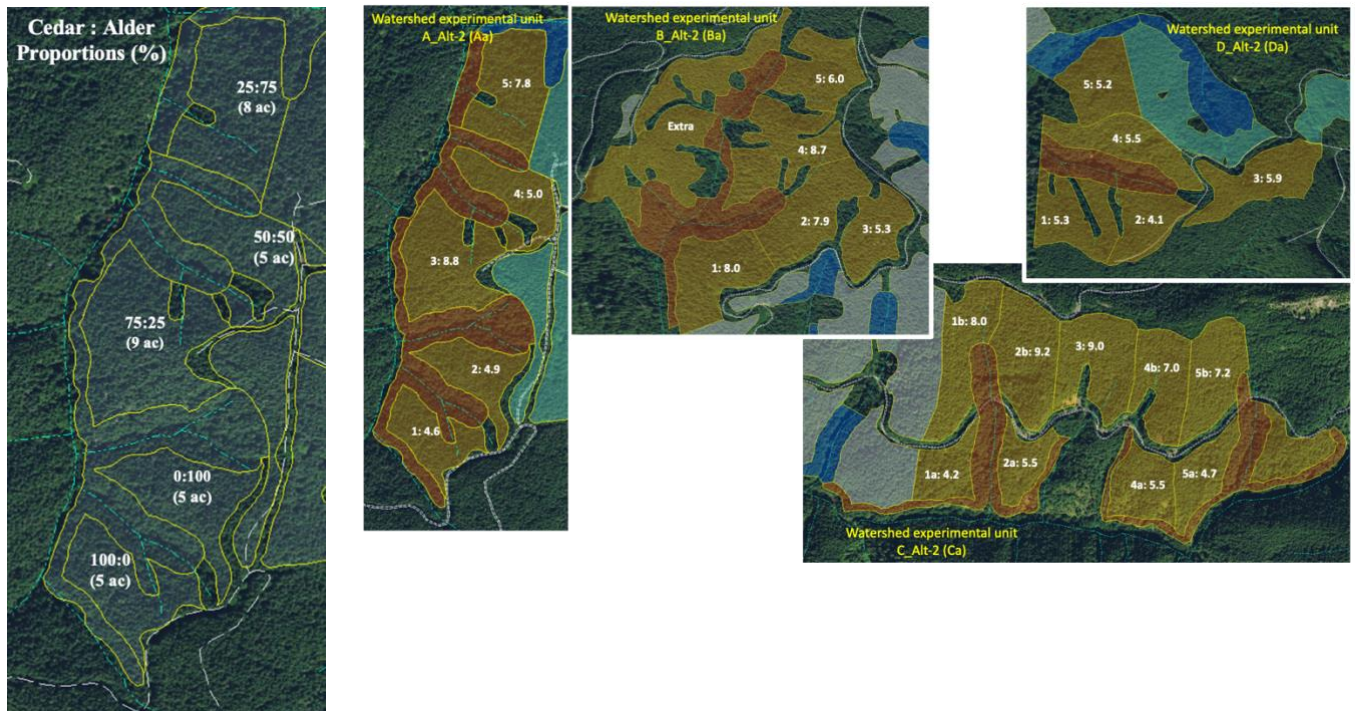 Cedar : Alder
Proportions (%)
25:75
(8 ac)
50:50
(5 ac)
75:25
(9 ac)
0:100
(5 ac)
100:0
(5 ac)
Watershed experimental unit
A_Alt-2 (Aa)
5: 7.8
4: 5.0
3: 8.8
2: 4.9
1: 4.6
Watershed experimental unit
B_Alt-2 (Ba)
5: 6.0
Extra
4: 8.7
2: 7.9
3: 5.3
1: 8.0
Watershed experimental unit
D_Alt-2 (Da)
5: 5.2
4: 5.5
3: 5.9
1: 5.3
2: 4.1
1b: 8.0
2b: 9.2
3: 9.0
4b: 7.0
5b: 7.2
1a: 4.2
2a: 5.5
4a: 5.5
5a: 4.7
Watershed experimental unit
C_Alt-2 (Ca)